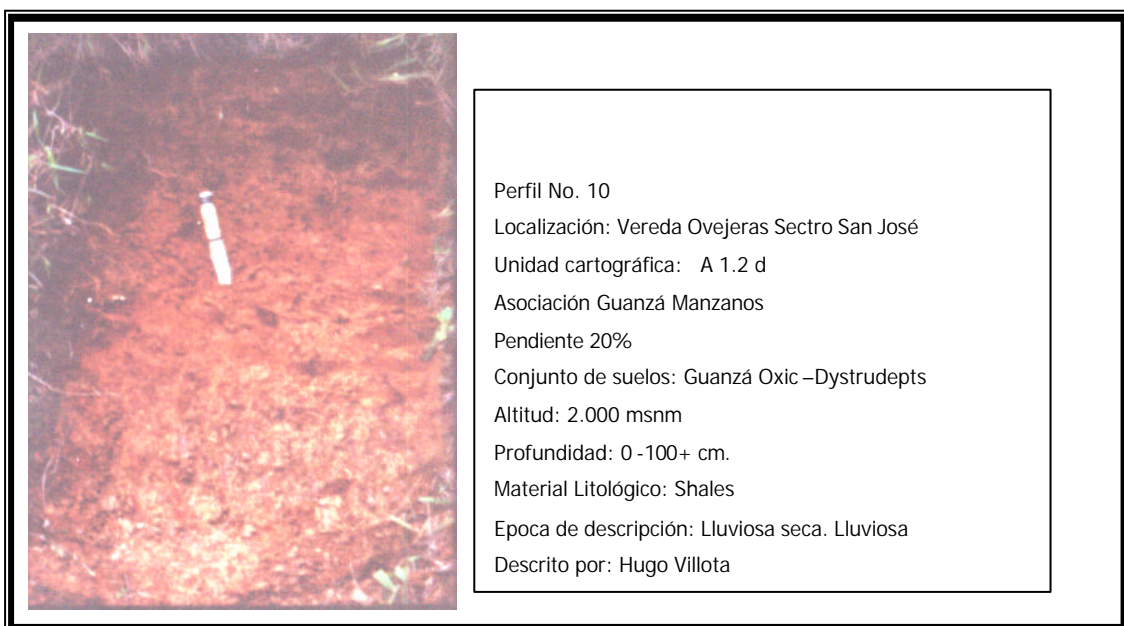 Perfil No. 10
Localización: Vereda Ovejeras Sectro San José
Unidad cartográfica: A 1.2 d
Asociación Guanzá Manzanos
Pendiente 20%
Conjunto de suelos: Guanzá Oxic –Dystrudepts
Altitud: 2.000 msnm
Profundidad: 0 -100+ cm.
Material Litológico: Shales
Epoca de descripción: Lluviosa seca. Lluviosa
Descrito por: Hugo Villota